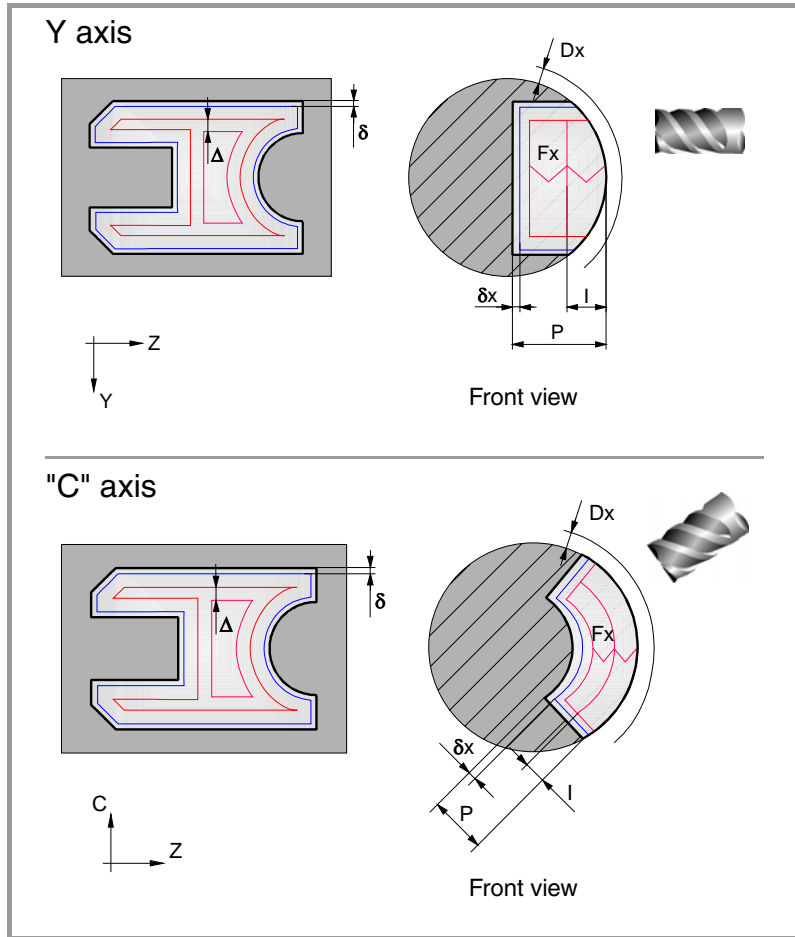 Y axis
Dx
δ
Δ
Fx
δx
I
P
Z
Y
Front view
"C" axis
Dx
δ
Δ
Fx
δx
I
P
C
Z
Front view